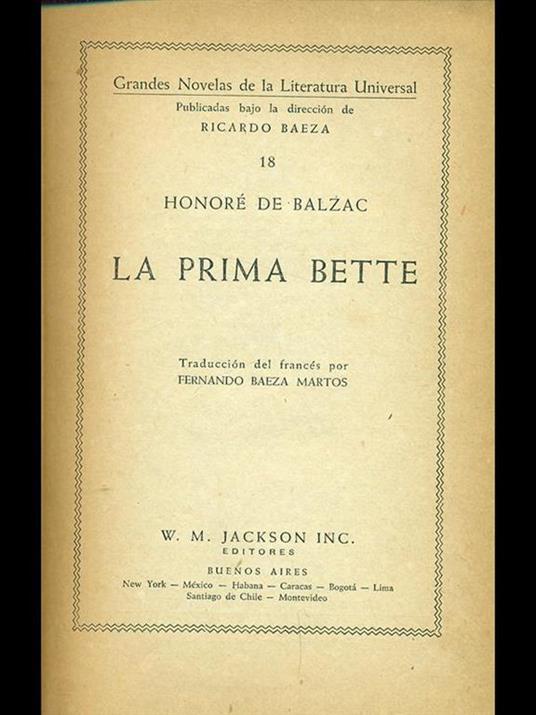 Grandes Novelas de la Literatura Universal
Publicadas bajo la dirección de
RICARDO BAEZA
18
HONORÉ DE BALZAC
LA PRIMA BETTE
Traducción del francés por
FERNANDO BAEZA MARTOS
W. M. JACKSON INC.
EDITORES
BUENOS AIRES
New York — México — Habana — Caracas — Bogotá — Lima
Santiago de Chile — Montevideo